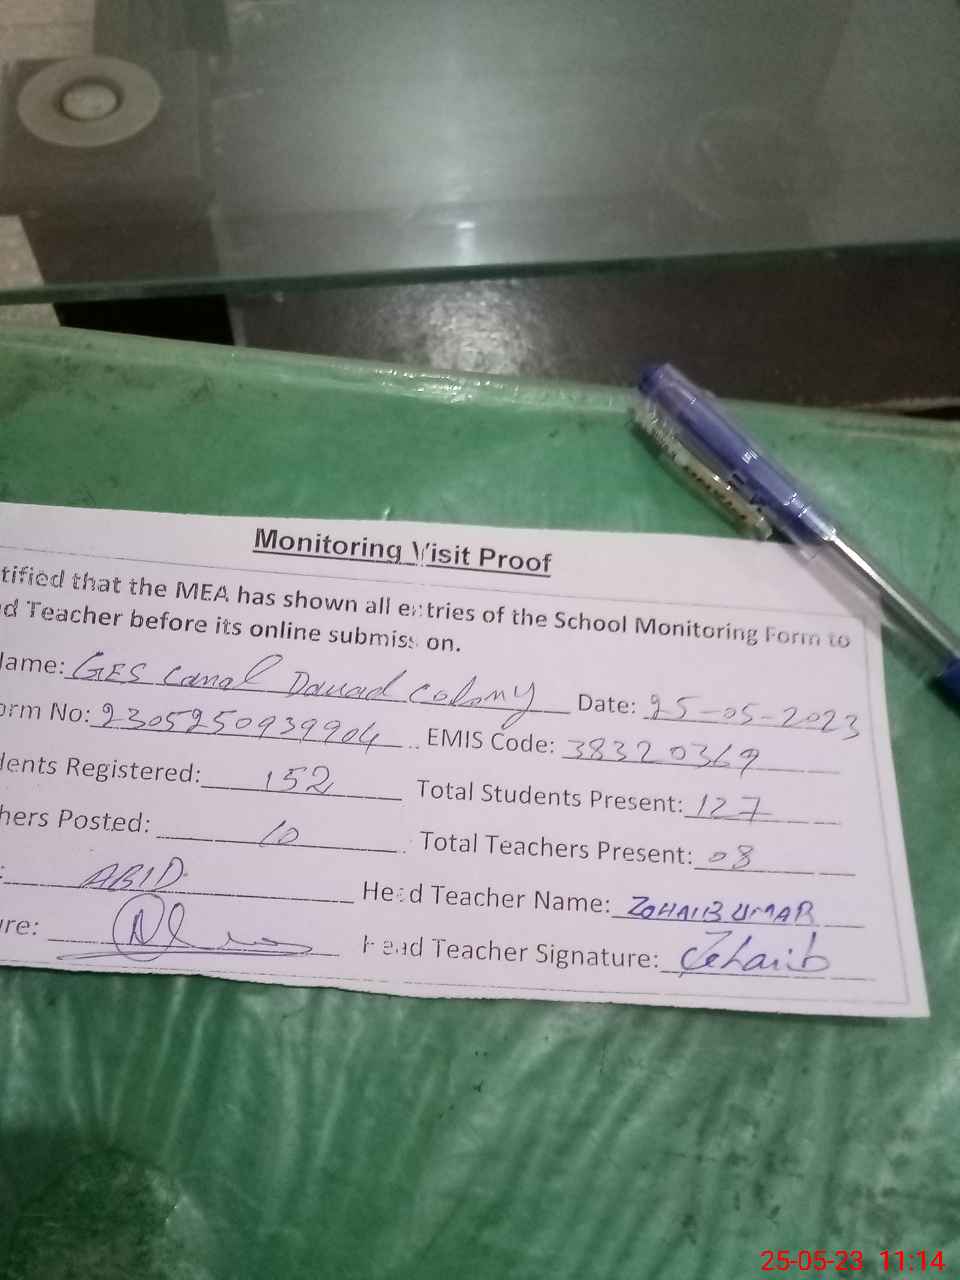 Monitoring Visit Proof
tified that the MEA has shown all entries of the School Monitoring Form to
d Teacher before its online submission.
Name: GES Canal Dauad Colony Date: 25-05-2023
orm No: 2305250939904 EMIS Code: 38320369
dents Registered: 152 Total Students Present: 127
hers Posted: 10 Total Teachers Present: 08
: ABID Head Teacher Name: ZOHAIB UMAR
ure: Head Teacher Signature: Zohaib
25-05-23 11:14